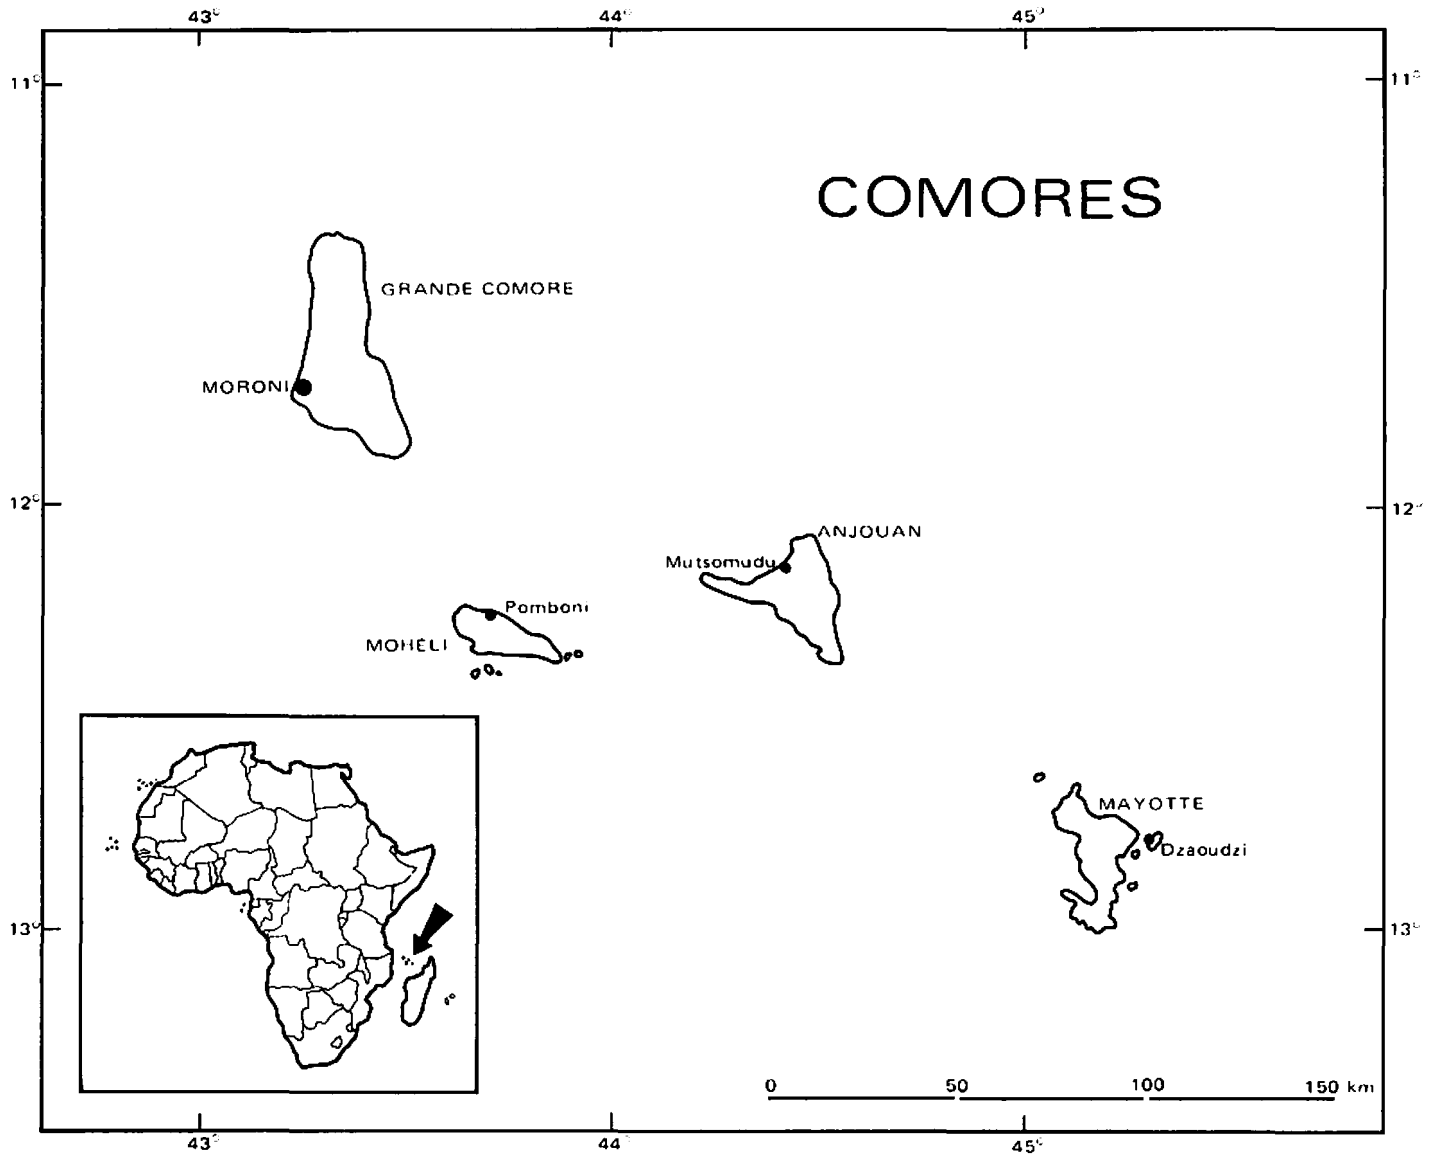 43° 44° 45°
11° 11°
COMORES
GRANDE COMORE
MORONI
12° 12°
ANJOUAN
Mutsomudu
Pomboni
MOHÉLI
MAYOTTE
Dzaoudzi
13° 13°
0 50 100 150 km
43° 44° 45°